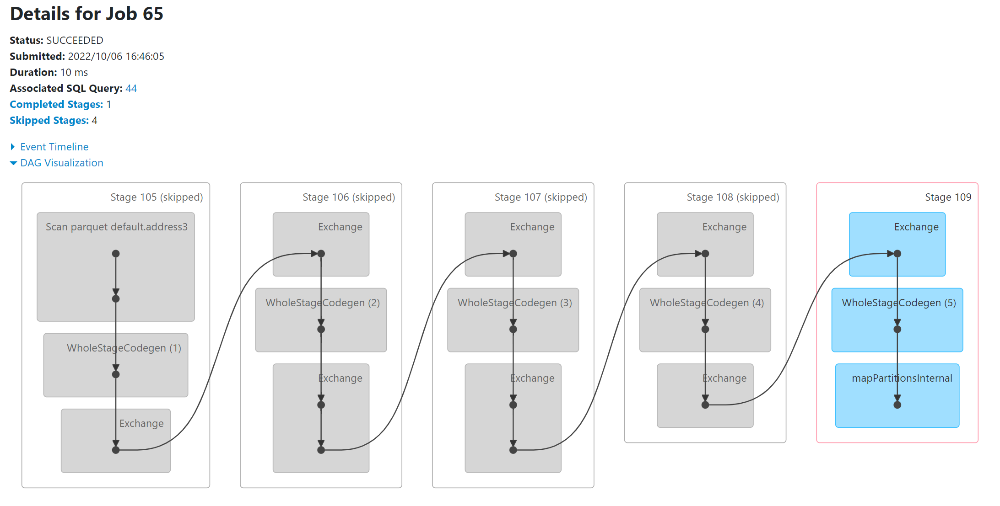 Details for Job 65
Status: SUCCEEDED
Submitted: 2022/10/06 16:46:05
Duration: 10 ms
Associated SQL Query: 44
Completed Stages: 1
Skipped Stages: 4
Event Timeline
DAG Visualization
Stage 105 (skipped)
Scan parquet default.address3
WholeStageCodegen (1)
Exchange
Stage 106 (skipped)
Exchange
WholeStageCodegen (2)
Exchange
Stage 107 (skipped)
Exchange
WholeStageCodegen (3)
Exchange
Stage 108 (skipped)
Exchange
WholeStageCodegen (4)
Exchange
Stage 109
Exchange
WholeStageCodegen (5)
mapPartitionsInternal